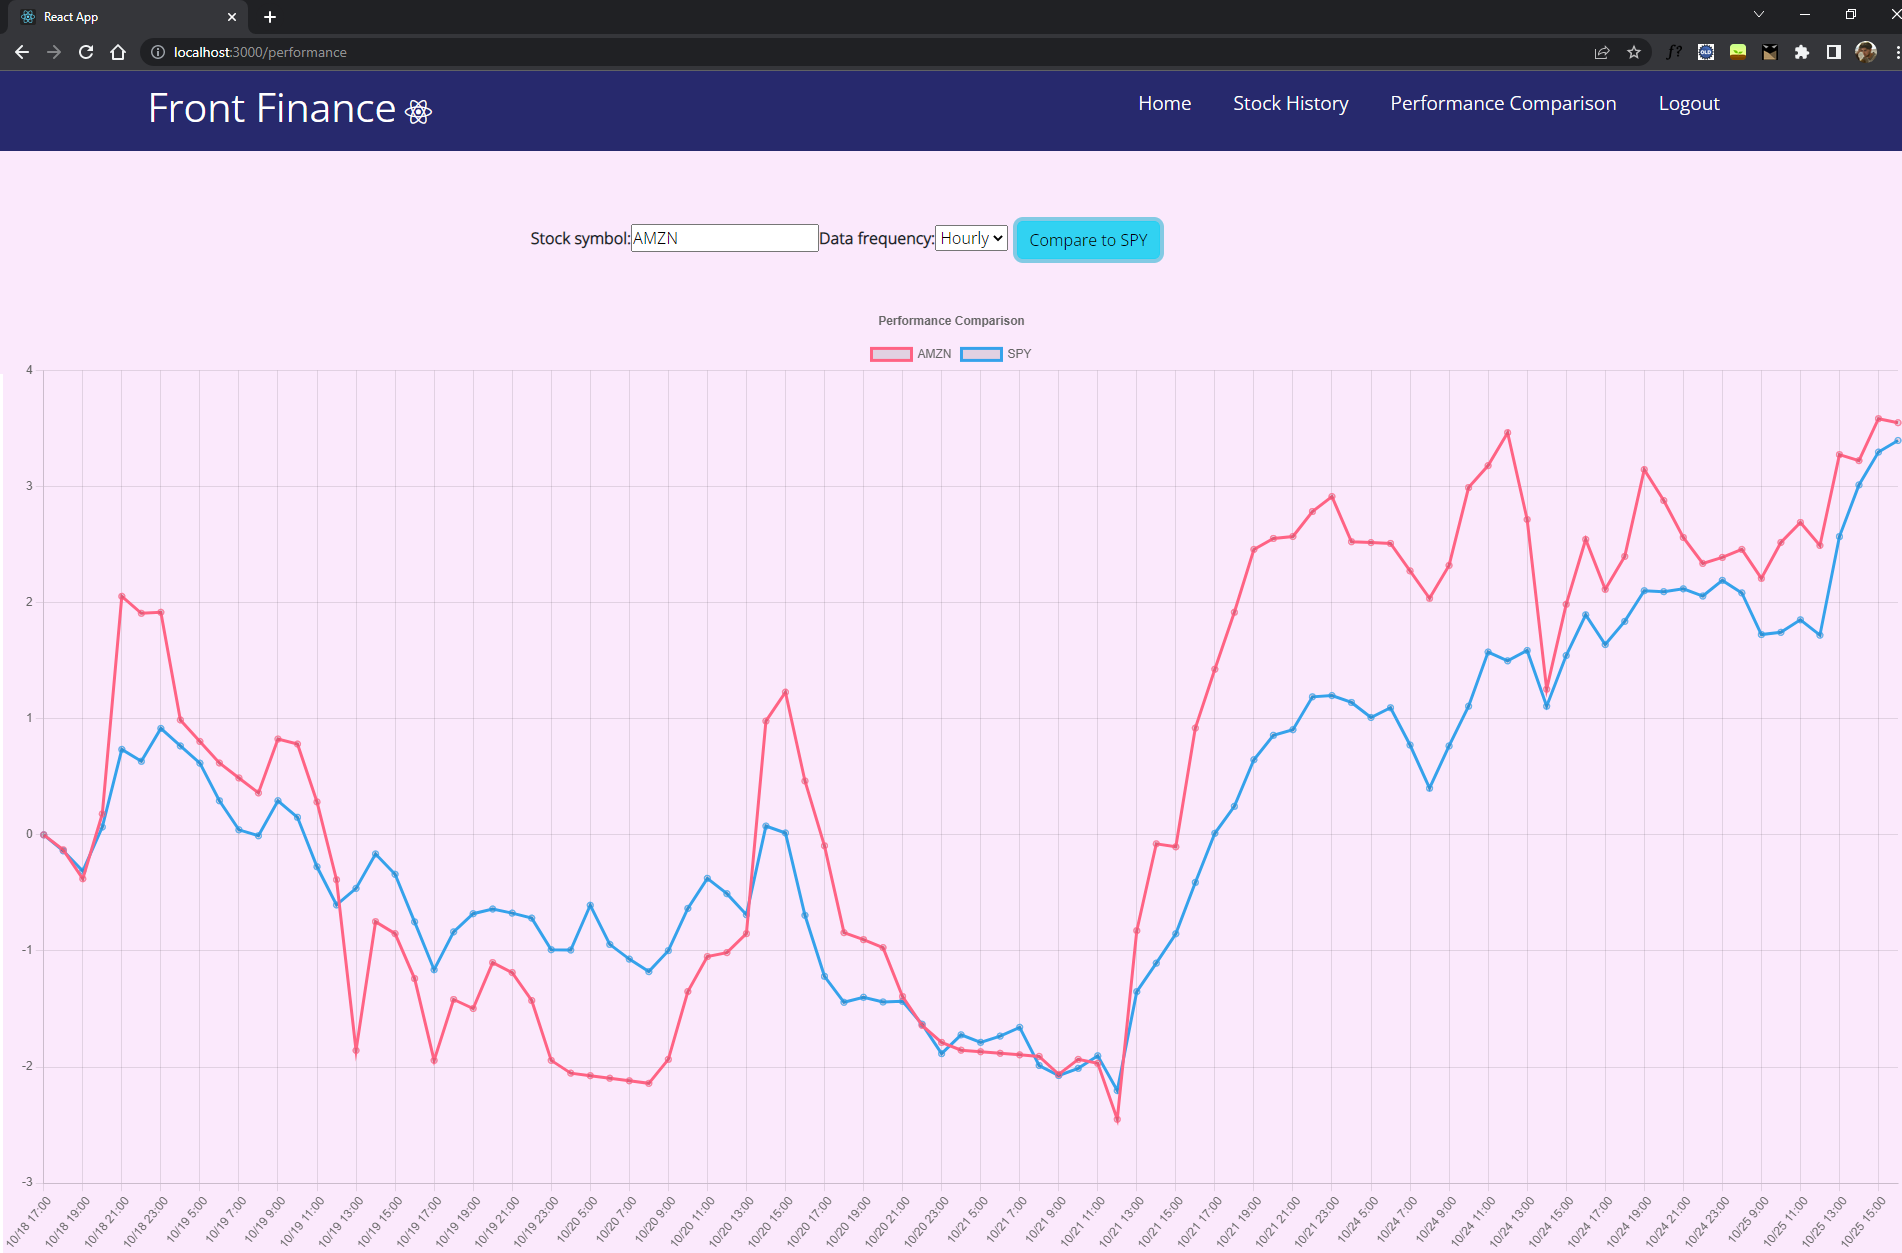 React App
localhost:3000/performance
Front Finance
Home Stock History Performance Comparison Logout
Stock symbol: AMZN Data frequency: Hourly Compare to SPY
Performance Comparison
AMZN SPY
4
3
2
1
0
-1
-2
-3
10/18 17:00 10/18 19:00 10/18 21:00 10/18 23:00 10/19 5:00 10/19 7:00 10/19 9:00 10/19 11:00 10/19 13:00 10/19 15:00 10/19 17:00 10/19 19:00 10/19 21:00 10/19 23:00 10/20 5:00 10/20 7:00 10/20 9:00 10/20 11:00 10/20 13:00 10/20 15:00 10/20 17:00 10/20 19:00 10/20 21:00 10/20 23:00 10/21 5:00 10/21 7:00 10/21 9:00 10/21 11:00 10/21 13:00 10/21 15:00 10/21 17:00 10/21 19:00 10/21 21:00 10/21 23:00 10/24 5:00 10/24 7:00 10/24 9:00 10/24 11:00 10/24 13:00 10/24 15:00 10/24 17:00 10/24 19:00 10/24 21:00 10/24 23:00 10/25 9:00 10/25 11:00 10/25 13:00 10/25 15:00